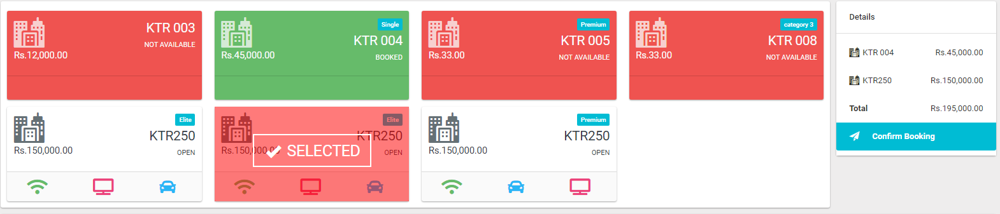 KTR 003
NOT AVAILABLE
Rs.12,000.00
Single
KTR 004
BOOKED
Rs.45,000.00
Premium
KTR 005
NOT AVAILABLE
Rs.33.00
category 3
KTR 008
NOT AVAILABLE
Rs.33.00
Elite
KTR250
OPEN
Rs.150,000.00
Elite
KTR250
OPEN
Rs.150,000.00
SELECTED
Premium
KTR250
OPEN
Rs.150,000.00
Details
KTR 004 Rs.45,000.00
KTR250 Rs.150,000.00
Total Rs.195,000.00
Confirm Booking